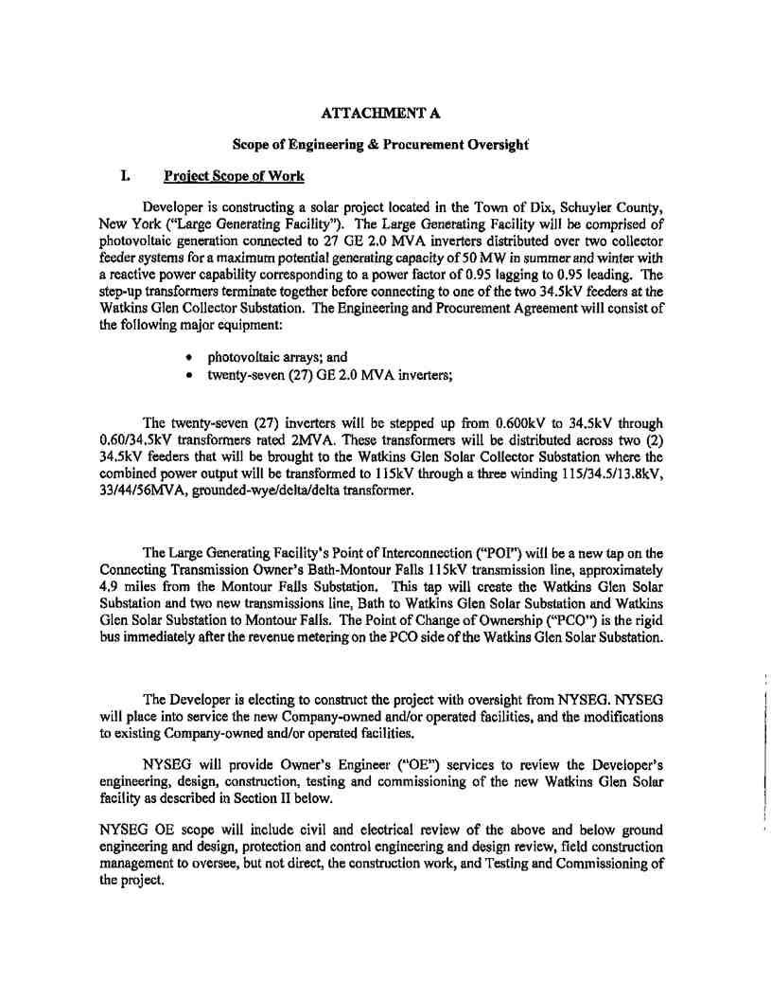 ATTACHMENT A
Scope of Engineering & Procurement Oversight
I. Project Scope of Work
Developer is constructing a solar project located in the Town of Dix, Schuyler County,
New York ("Large Generating Facility"). The Large Generating Facility will be comprised of
photovoltaic generation connected to 27 GE 2.0 MVA inverters distributed over two collector
feeder systems for a maximum potential generating capacity of 50 MW in summer and winter with
a reactive power capability corresponding to a power factor of 0.95 lagging to 0.95 leading. The
step-up transformers terminate together before connecting to one of the two 34.5kV feeders at the
Watkins Glen Collector Substation. The Engineering and Procurement Agreement will consist of
the following major equipment:
• photovoltaic arrays; and
• twenty-seven (27) GE 2.0 MVA inverters;
The twenty-seven (27) inverters will be stepped up from 0.600kV to 34.5kV through
0.60/34.5kV transformers rated 2MVA. These transformers will be distributed across two (2)
34.5kV feeders that will be brought to the Watkins Glen Solar Collector Substation where the
combined power output will be transformed to 115kV through a three winding 115/34.5/13.8kV,
33/44/56MVA, grounded-wye/delta/delta transformer.
The Large Generating Facility's Point of Interconnection ("POI") will be a new tap on the
Connecting Transmission Owner's Bath-Montour Falls 115kV transmission line, approximately
4.9 miles from the Montour Falls Substation. This tap will create the Watkins Glen Solar
Substation and two new transmissions line, Bath to Watkins Glen Solar Substation and Watkins
Glen Solar Substation to Montour Falls. The Point of Change of Ownership ("PCO") is the rigid
bus immediately after the revenue metering on the PCO side of the Watkins Glen Solar Substation.
The Developer is electing to construct the project with oversight from NYSEG. NYSEG
will place into service the new Company-owned and/or operated facilities, and the modifications
to existing Company-owned and/or operated facilities.
NYSEG will provide Owner's Engineer ("OE") services to review the Developer's
engineering, design, construction, testing and commissioning of the new Watkins Glen Solar
facility as described in Section II below.
NYSEG OE scope will include civil and electrical review of the above and below ground
engineering and design, protection and control engineering and design review, field construction
management to oversee, but not direct, the construction work, and Testing and Commissioning of
the project.